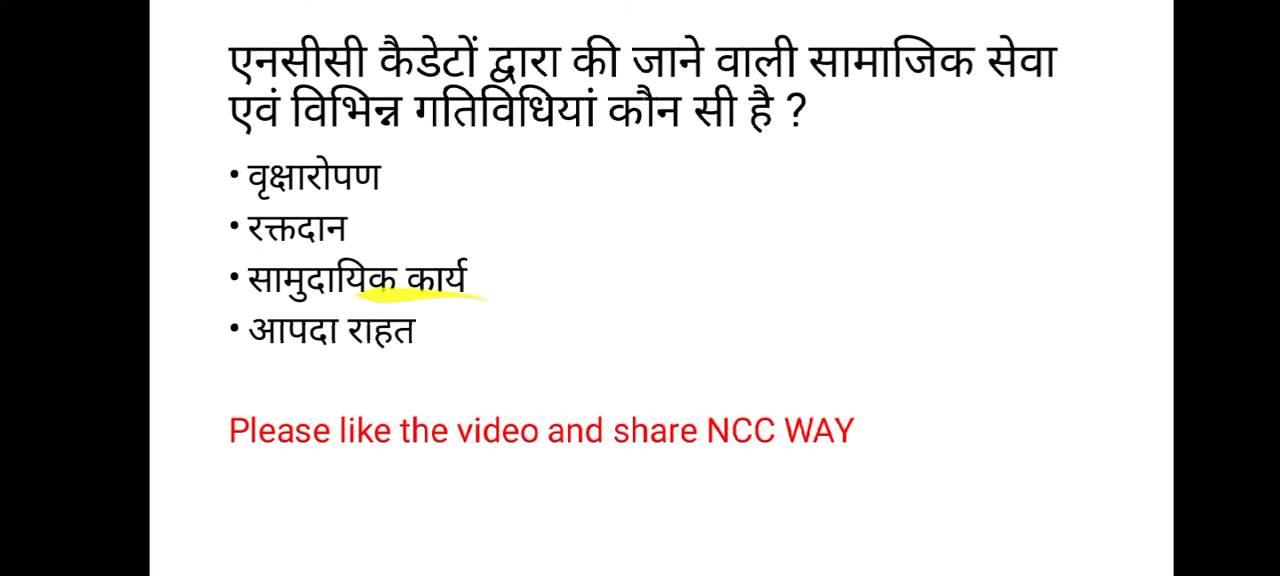 एनसीसी कैडेटों द्वारा की जाने वाली सामाजिक सेवा
एवं विभिन्न गतिविधियां कौन सी है ?
• वृक्षारोपण
• रक्तदान
• सामुदायिक कार्य
• आपदा राहत
Please like the video and share NCC WAY